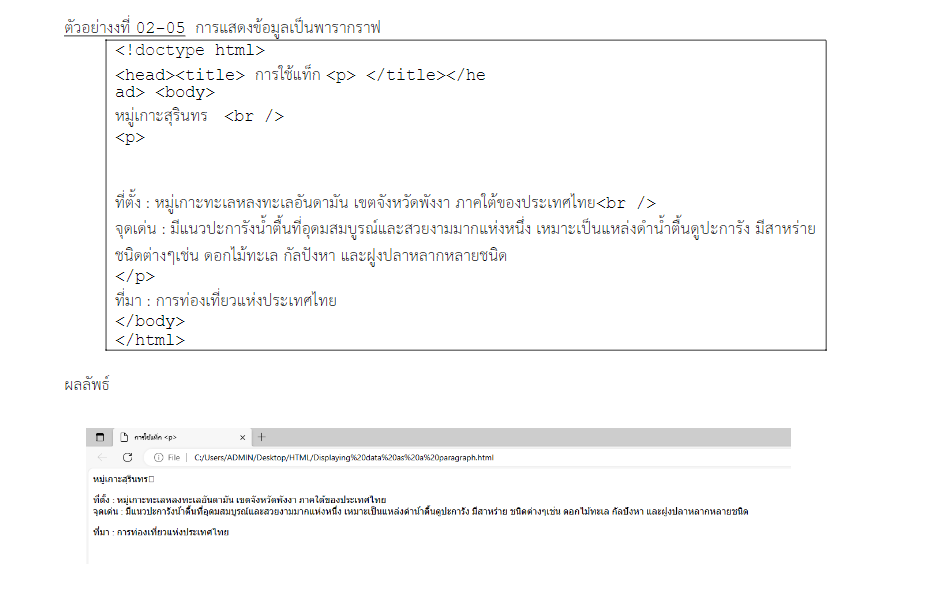 ตัวอย่างงที่ 02-05 การแสดงข้อมูลเป็นพารากราฟ
<!doctype html>
<head><title> การใช้แท็ก <p> </title></he
ad> <body>
หมู่เกาะสุรินทร <br />
<p>
ที่ตั้ง : หมู่เกาะทะเลหลงทะเลอันดามัน เขตจังหวัดพังงา ภาคใต้ของประเทศไทย<br />
จุดเด่น : มีแนวปะการังน้ำตื้นที่อุดมสมบูรณ์และสวยงามมากแห่งหนึ่ง เหมาะเป็นแหล่งดำน้ำตื้นดูปะการัง มีสาหร่าย
ชนิดต่างๆเช่น ดอกไม้ทะเล กัลปังหา และฝูงปลาหลากหลายชนิด
</p>
ที่มา : การท่องเที่ยวแห่งประเทศไทย
</body>
</html>
ผลลัพธ์
การใช้แท็ก <p>
File C:/Users/ADMIN/Desktop/HTML/Displaying%20data%20as%20a%20paragraph.html
หมู่เกาะสุรินทร
ที่ตั้ง : หมู่เกาะทะเลหลงทะเลอันดามัน เขตจังหวัดพังงา ภาคใต้ของประเทศไทย
จุดเด่น : มีแนวปะการังน้ำตื้นที่อุดมสมบูรณ์และสวยงามมากแห่งหนึ่ง เหมาะเป็นแหล่งดำน้ำตื้นดูปะการัง มีสาหร่าย ชนิดต่างๆเช่น ดอกไม้ทะเล กัลปังหา และฝูงปลาหลากหลายชนิด
ที่มา : การท่องเที่ยวแห่งประเทศไทย